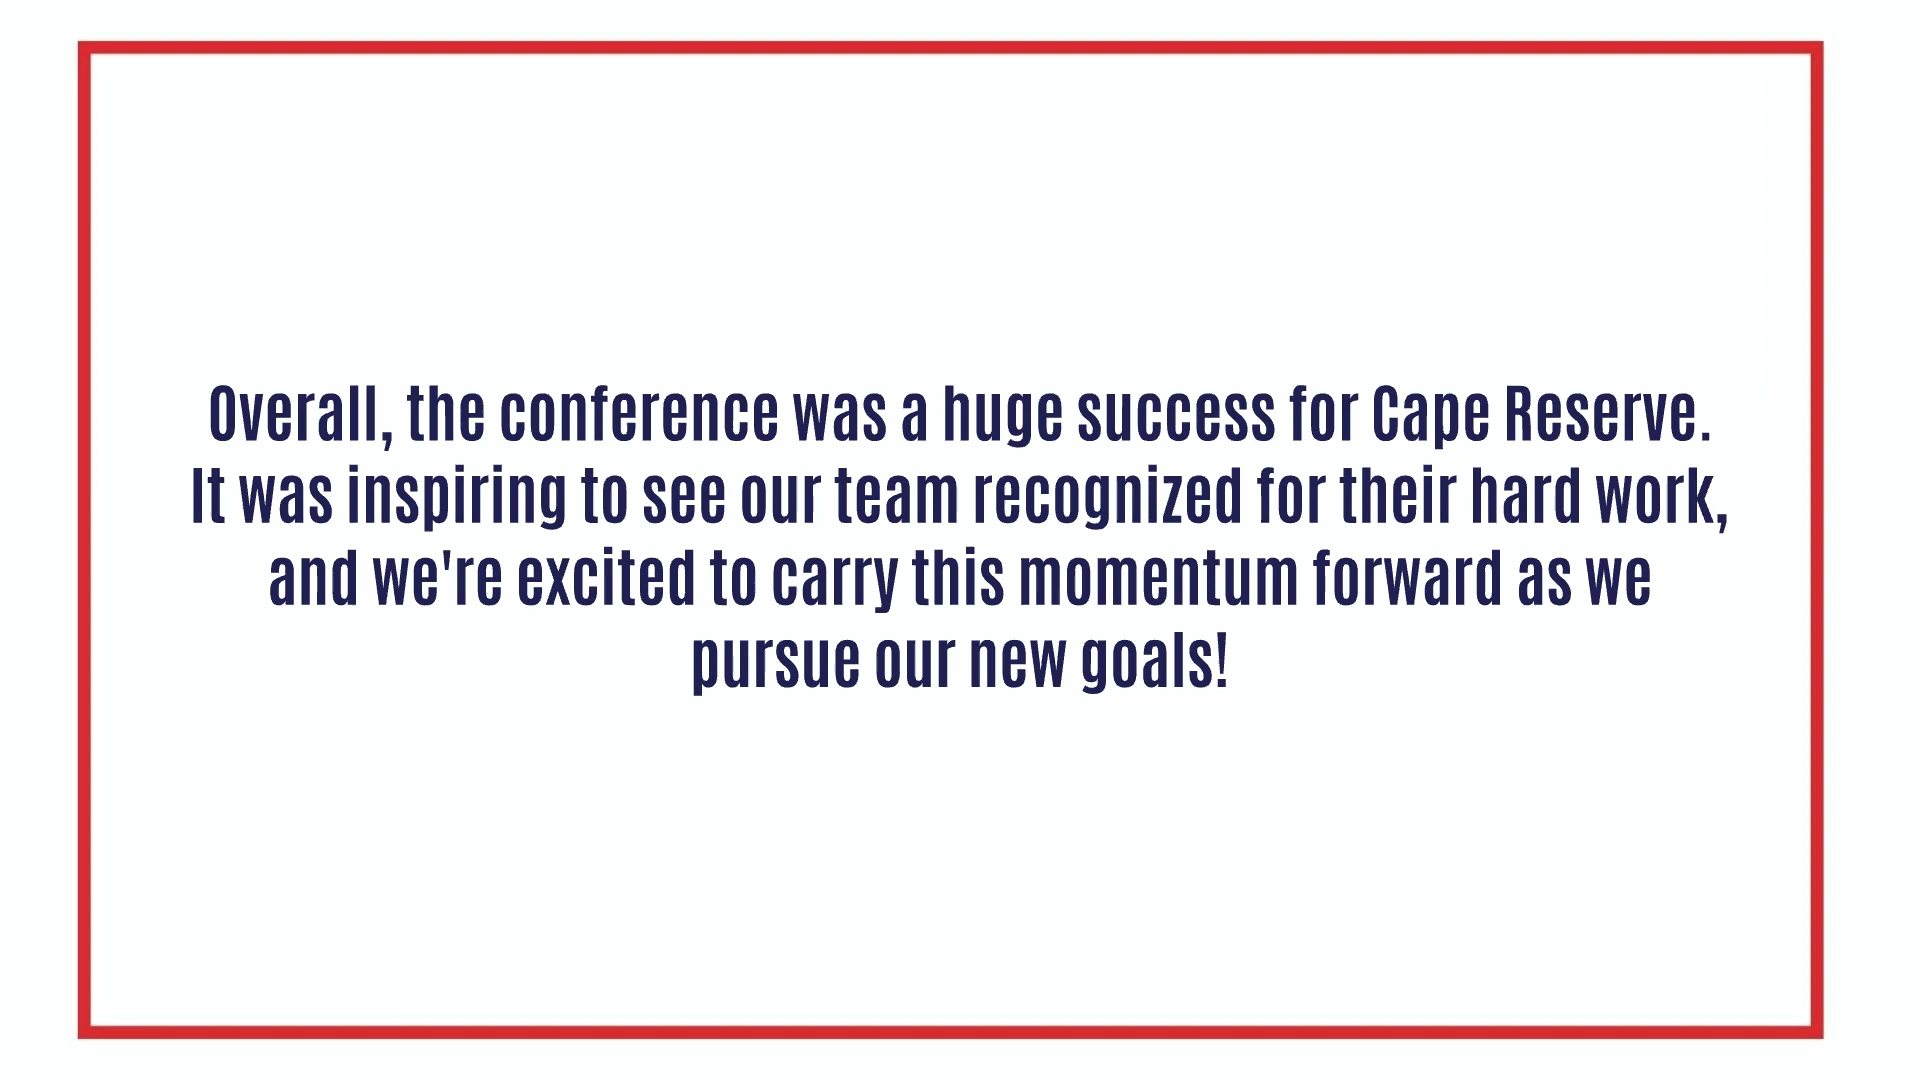 Overall, the conference was a huge success for Cape Reserve.
It was inspiring to see our team recognized for their hard work,
and we're excited to carry this momentum forward as we
pursue our new goals!